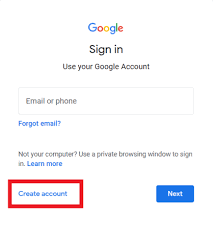 Google
Sign in
Use your Google Account
Email or phone
Forgot email?
Not your computer? Use a private browsing window to sign
in. Learn more
Create account
Next